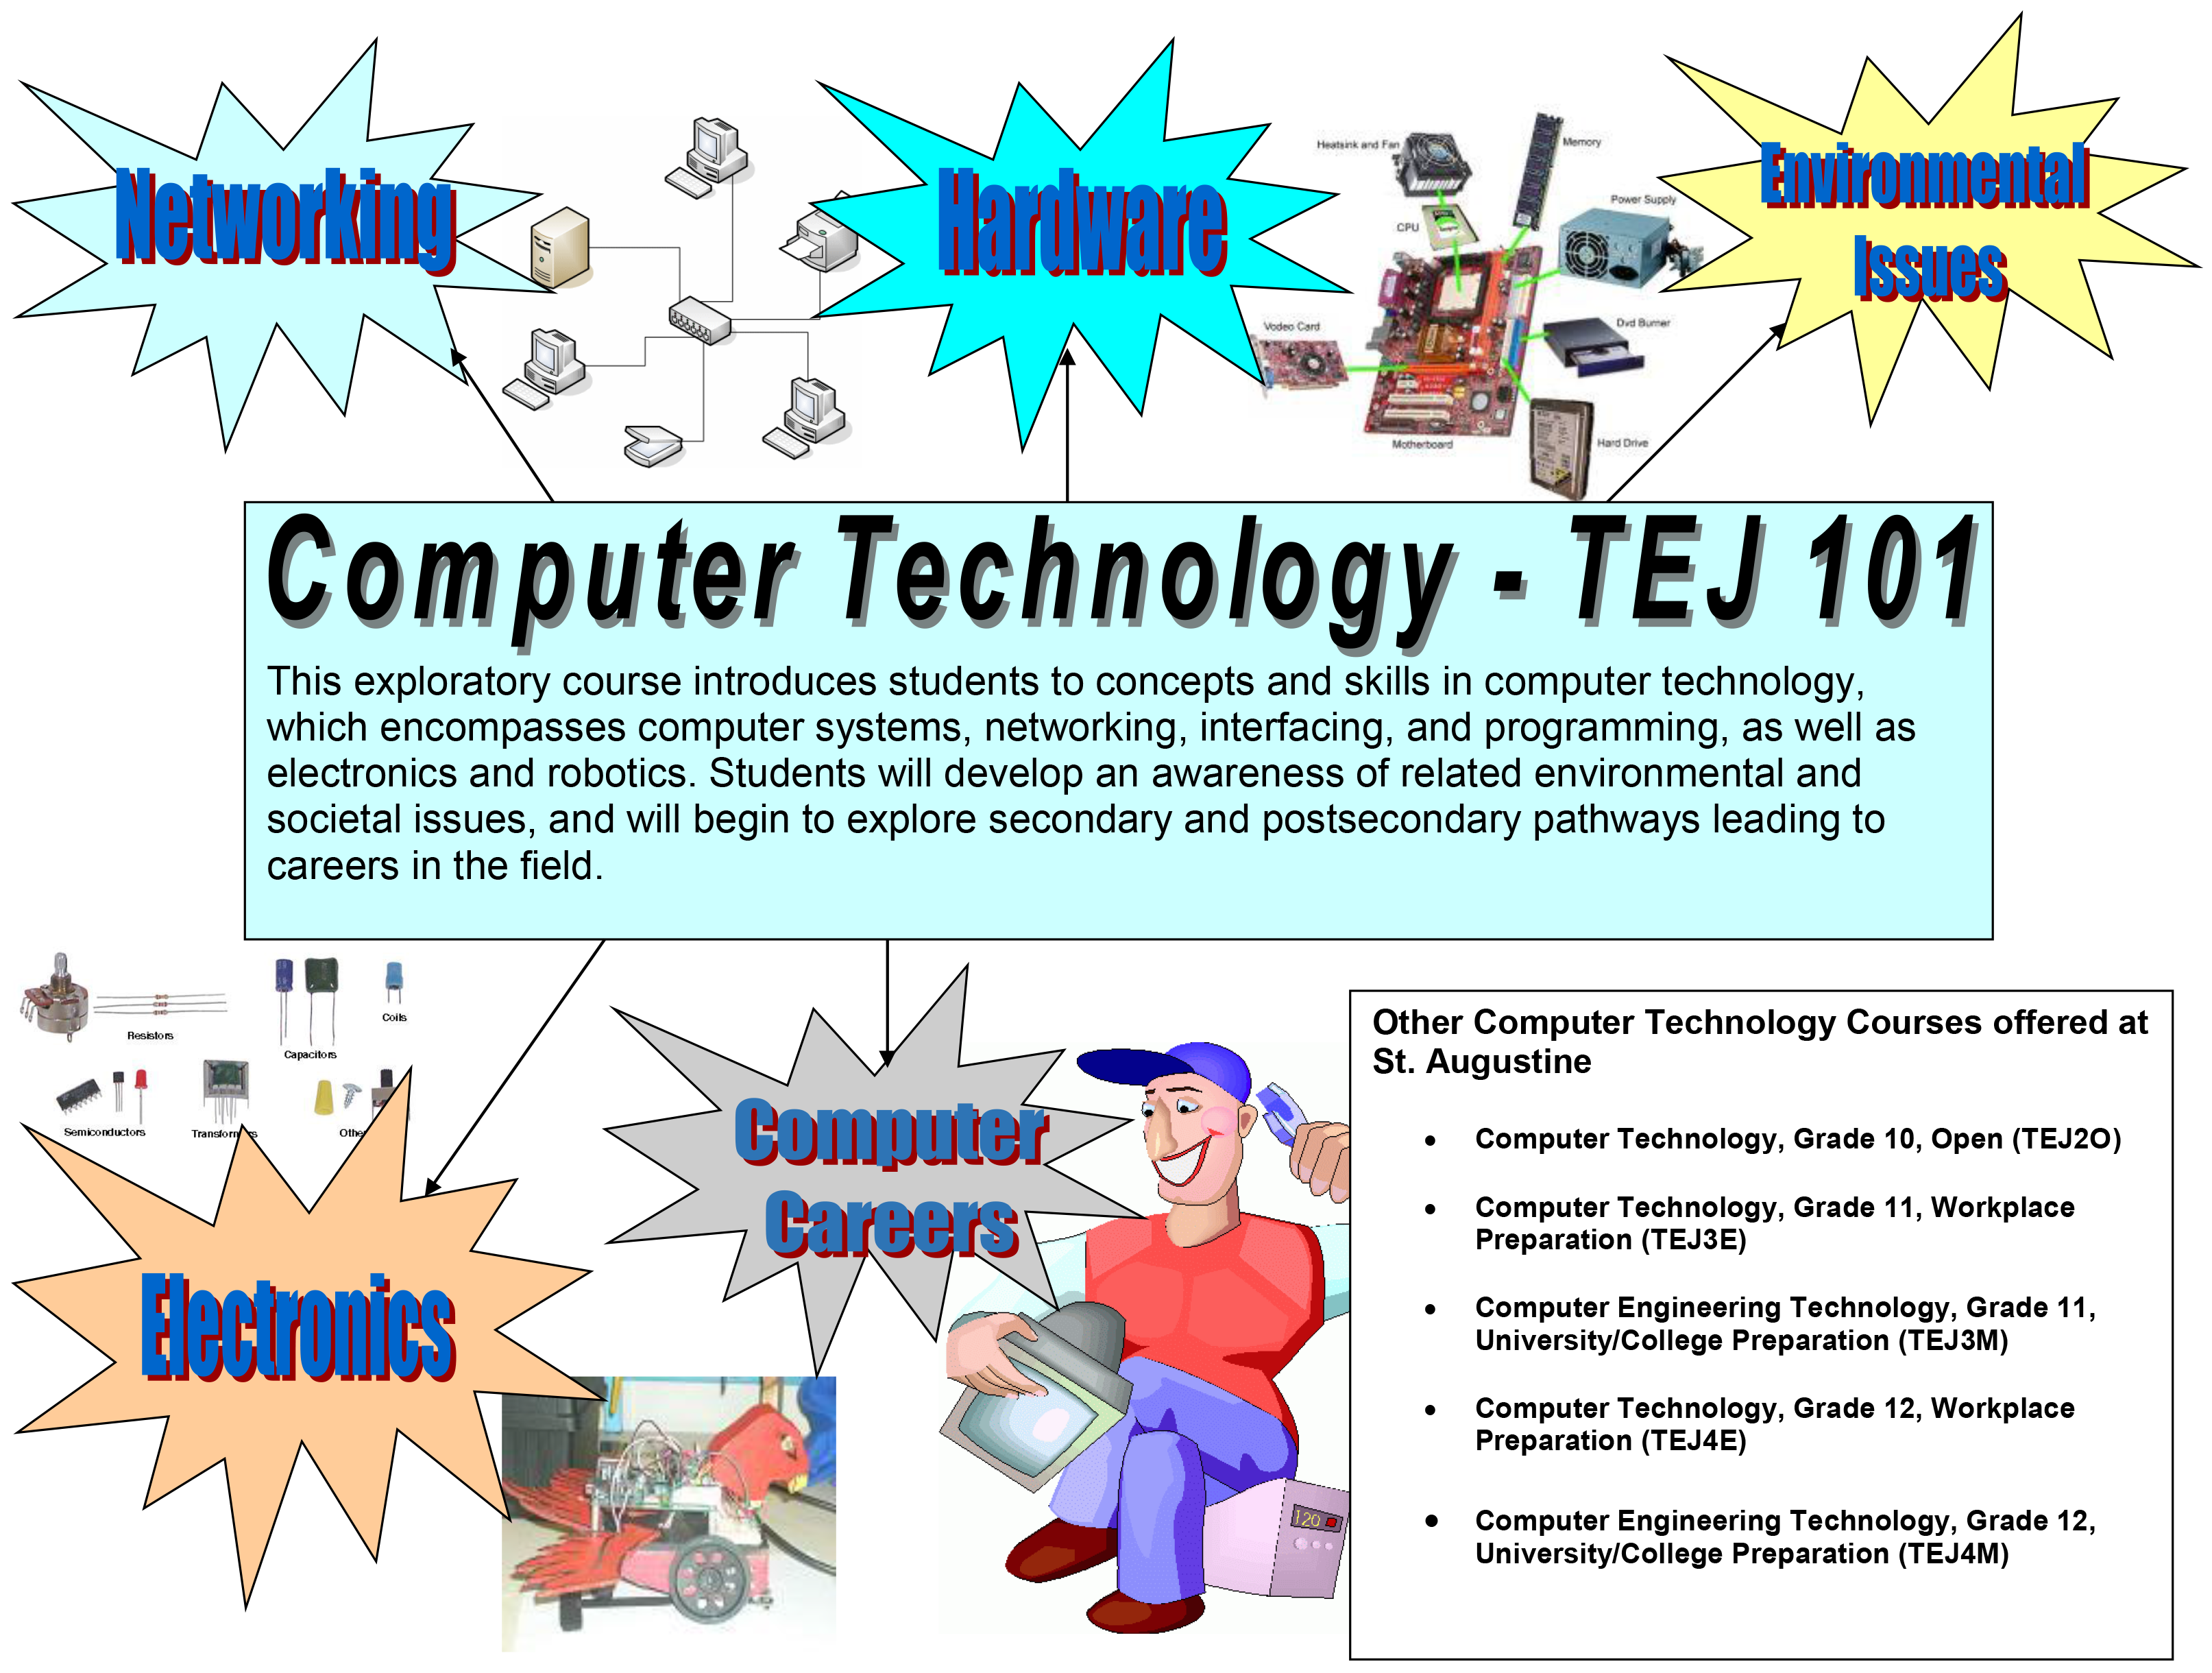 Networking
Hardware
Environmental
Issues
Heatsink and Fan
Memory
CPU
Power Supply
Vodeo Card
Dvd Burner
Motherboard
Hard Drive
Computer Technology - TEJ 101
This exploratory course introduces students to concepts and skills in computer technology,
which encompasses computer systems, networking, interfacing, and programming, as well as
electronics and robotics. Students will develop an awareness of related environmental and
societal issues, and will begin to explore secondary and postsecondary pathways leading to
careers in the field.
Resistors
Capacitors
Coils
Semiconductors
Transformers
Electronics
Computer
Careers
120
Other Computer Technology Courses offered at
St. Augustine
• Computer Technology, Grade 10, Open (TEJ2O)
• Computer Technology, Grade 11, Workplace
Preparation (TEJ3E)
• Computer Engineering Technology, Grade 11,
University/College Preparation (TEJ3M)
• Computer Technology, Grade 12, Workplace
Preparation (TEJ4E)
• Computer Engineering Technology, Grade 12,
University/College Preparation (TEJ4M)